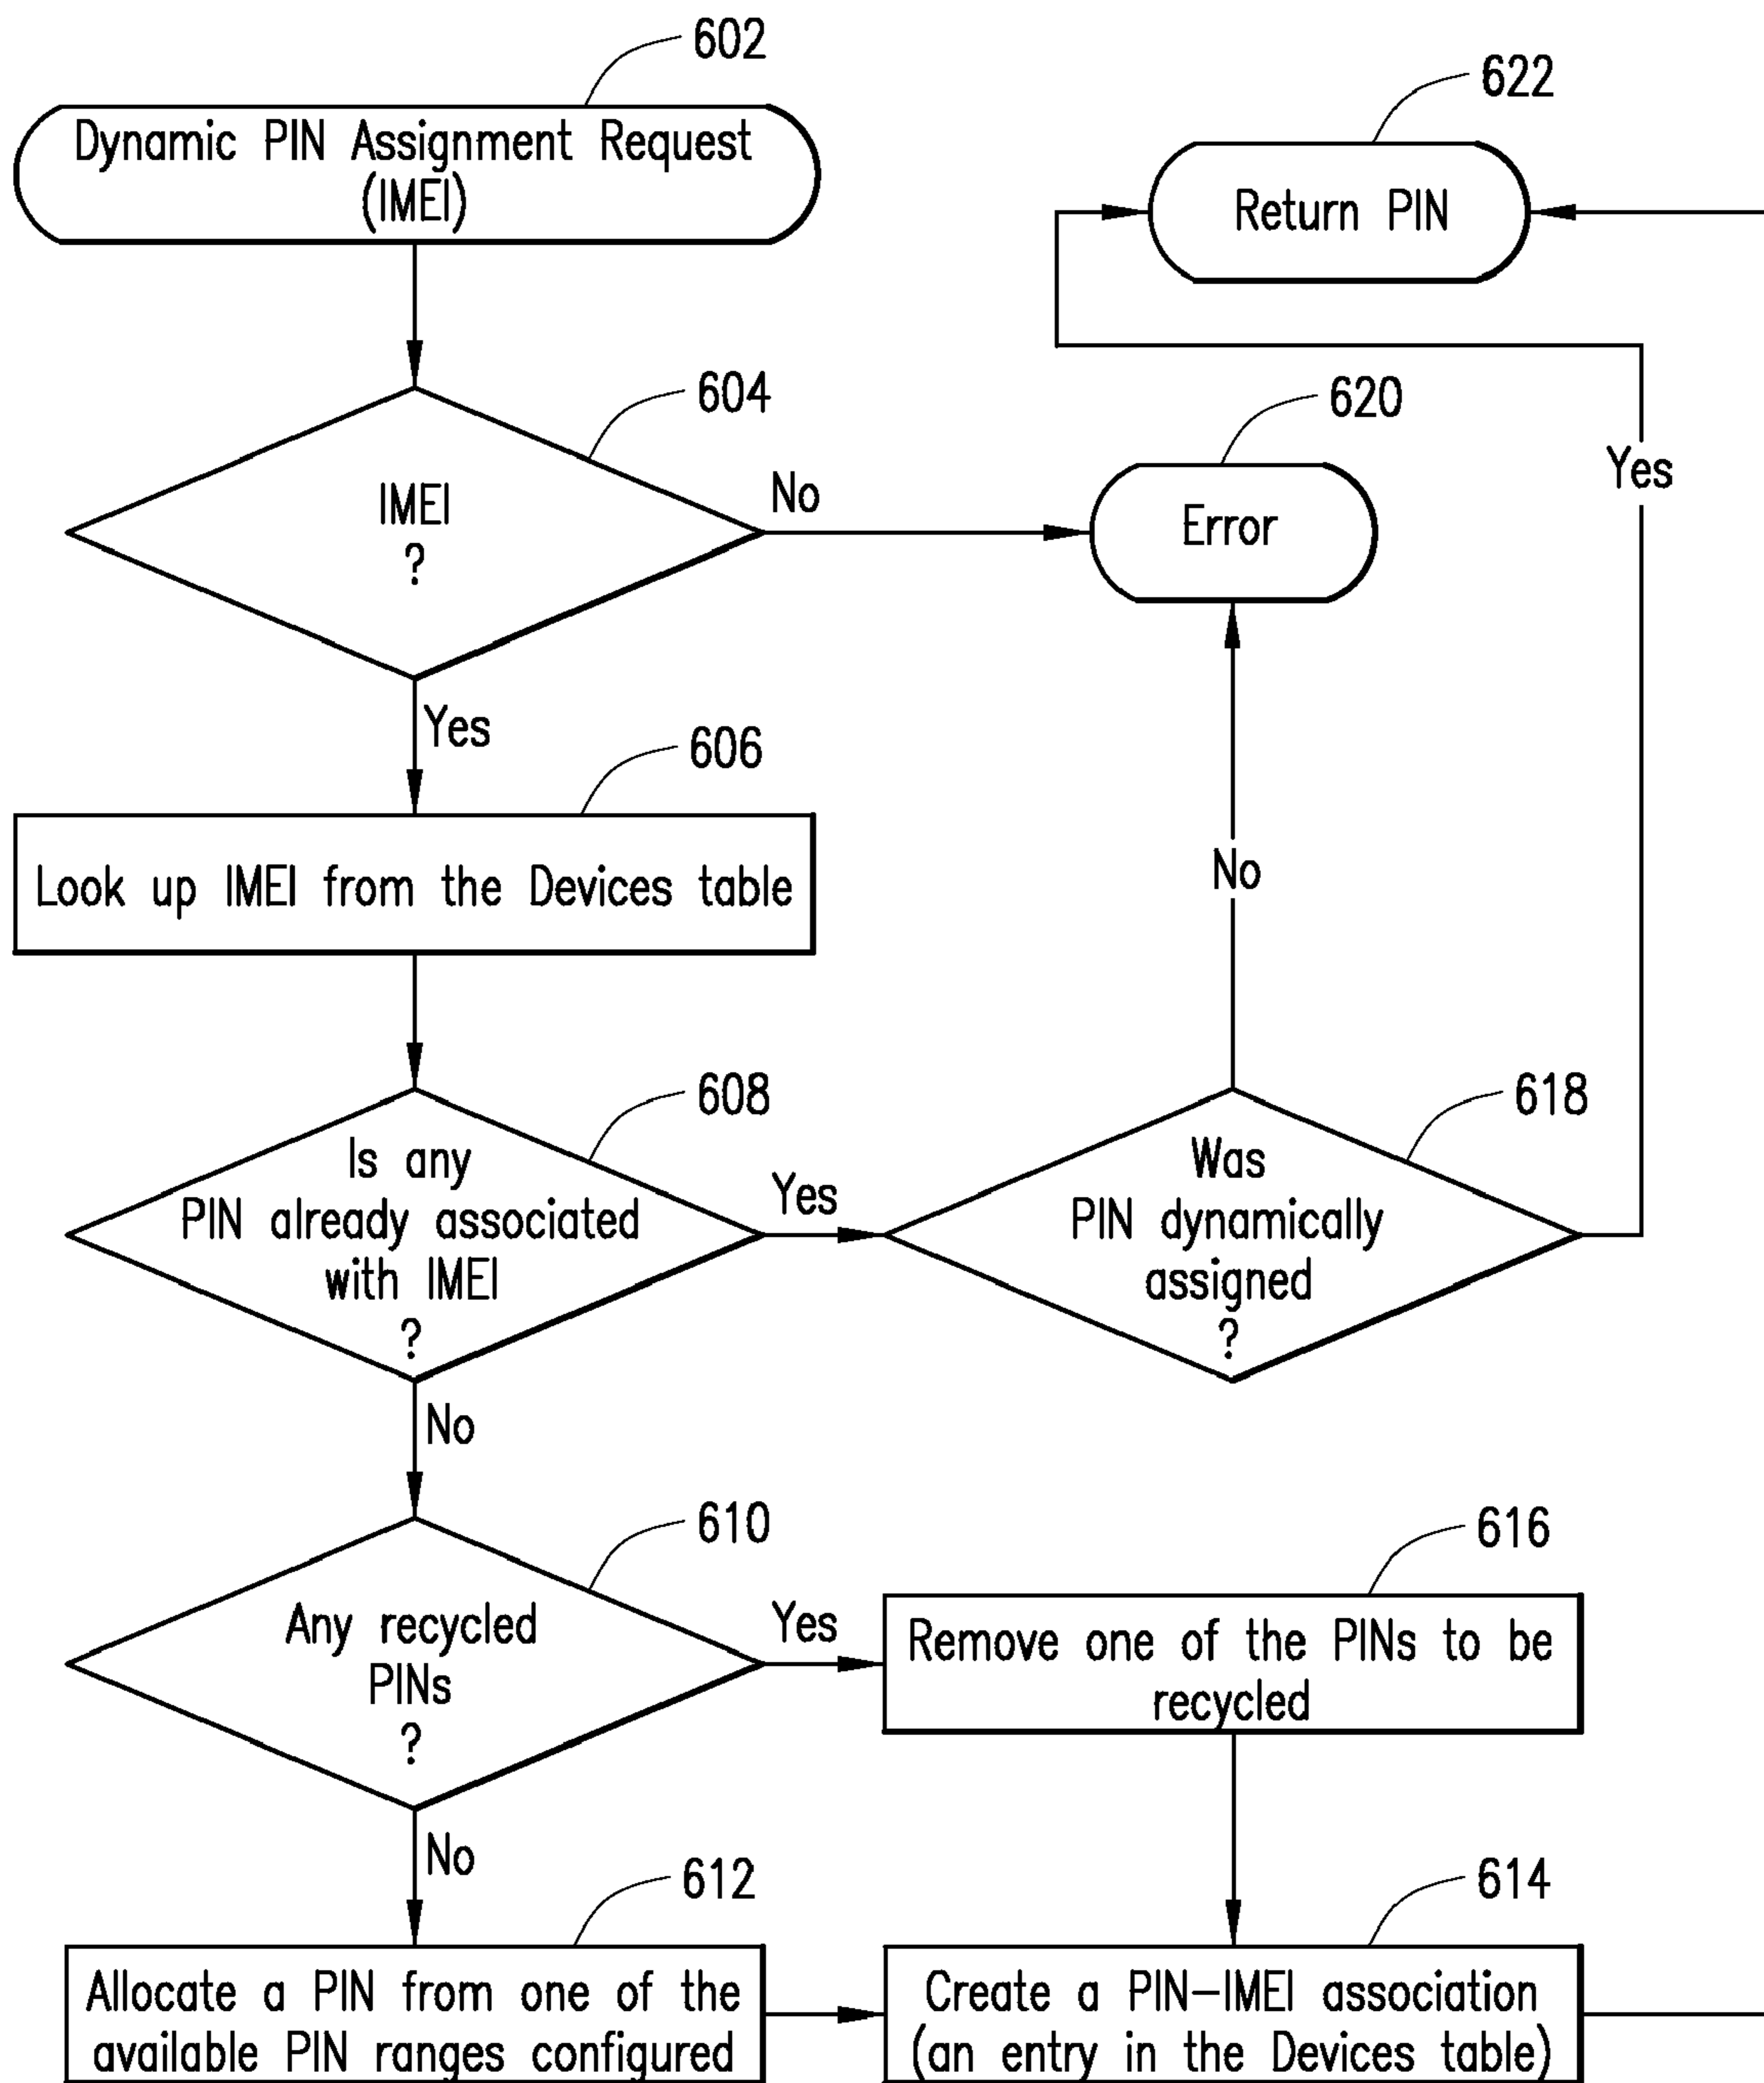 602
Dynamic PIN Assignment Request
(IMEI)
622
Return PIN
604
IMEI
?
No
620
Error
Yes
Yes
606
Look up IMEI from the Devices table
No
608
Is any
PIN already associated
with IMEI
?
Yes
618
Was
PIN dynamically
assigned
?
No
610
Any recycled
PINs
?
Yes
616
Remove one of the PINs to be
recycled
No
612
Allocate a PIN from one of the
available PIN ranges configured
614
Create a PIN-IMEI association
(an entry in the Devices table)